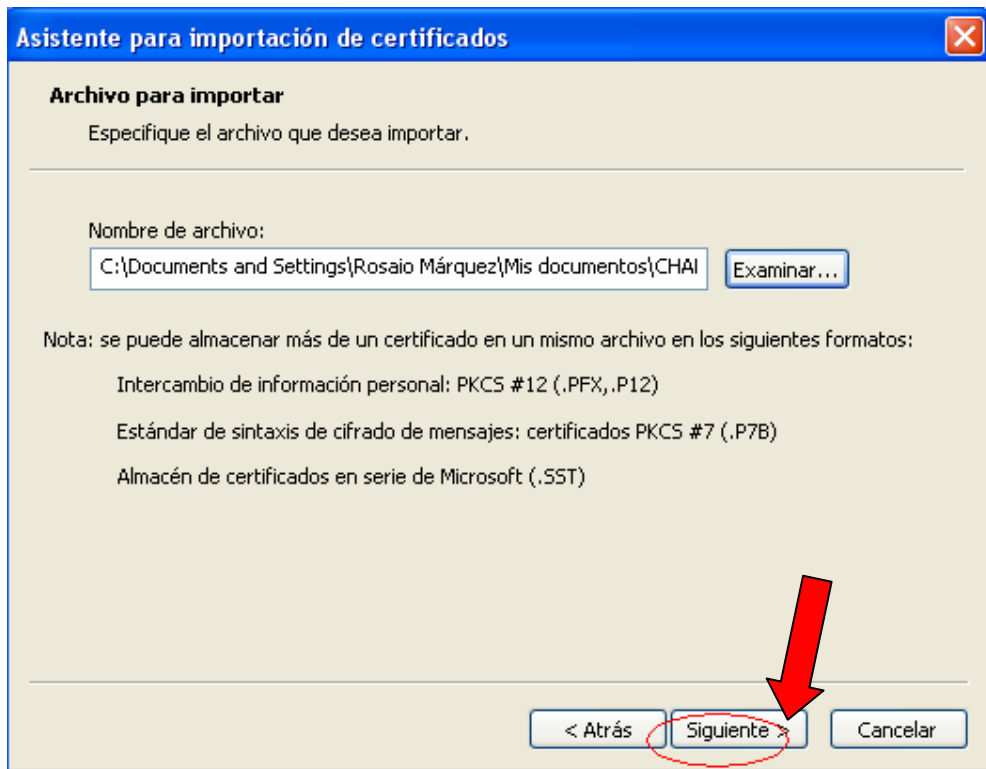 Asistente para importación de certificados
Archivo para importar
Especifique el archivo que desea importar.
Nombre de archivo:
C:\Documents and Settings\Rosaio Márquez\Mis documentos\CHAI
Examinar...
Nota: se puede almacenar más de un certificado en un mismo archivo en los siguientes formatos:
Intercambio de información personal: PKCS #12 (.PFX,.P12)
Estándar de sintaxis de cifrado de mensajes: certificados PKCS #7 (.P7B)
Almacén de certificados en serie de Microsoft (.SST)
< Atrás
Siguiente >
Cancelar